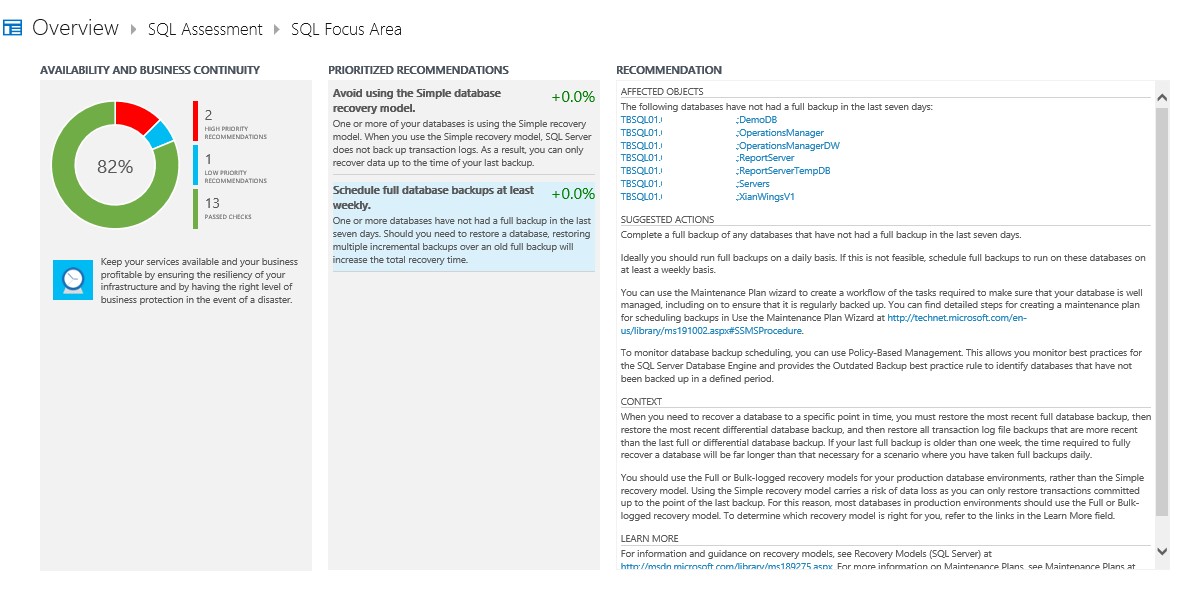 Overview SQL Assessment SQL Focus Area
AVAILABILITY AND BUSINESS CONTINUITY
82%
2
HIGH PRIORITY
RECOMMENDATIONS
1
LOW PRIORITY
RECOMMENDATIONS
13
PASSED CHECKS
Keep your services available and your business
profitable by ensuring the resiliency of your
infrastructure and by having the right level of
business protection in the event of a disaster.
PRIORITIZED RECOMMENDATIONS
Avoid using the Simple database
recovery model.
+0.0%
One or more of your databases is using the Simple recovery
model. When you use the Simple recovery model, SQL Server
does not back up transaction logs. As a result, you can only
recover data up to the time of your last backup.
Schedule full database backups at least
weekly.
+0.0%
One or more databases have not had a full backup in the last
seven days. Should you need to restore a database, restoring
multiple incremental backups over an old full backup will
increase the total recovery time.
RECOMMENDATION
AFFECTED OBJECTS
The following databases have not had a full backup in the last seven days:
TBSQL01.( .;DemoDB
TBSQL01.( .;OperationsManager
TBSQL01.( .;OperationsManagerDW
TBSQL01.( .;ReportServer
TBSQL01.( .;ReportServerTempDB
TBSQL01.( .;Servers
TBSQL01.( .;XianWingsV1
SUGGESTED ACTIONS
Complete a full backup of any databases that have not had a full backup in the last seven days.
Ideally you should run full backups on a daily basis. If this is not feasible, schedule full backups to run on these databases on
at least a weekly basis.
You can use the Maintenance Plan wizard to create a workflow of the tasks required to make sure that your database is well
managed, including on to ensure that it is regularly backed up. You can find detailed steps for creating a maintenance plan
for scheduling backups in Use the Maintenance Plan Wizard at http://technet.microsoft.com/en-
us/library/ms191002.aspx#SSMSProcedure.
To monitor database backup scheduling, you can use Policy-Based Management. This allows you monitor best practices for
the SQL Server Database Engine and provides the Outdated Backup best practice rule to identify databases that have not
been backed up in a defined period.
CONTEXT
When you need to recover a database to a specific point in time, you must restore the most recent full database backup, then
restore the most recent differential database backup, and then restore all transaction log file backups that are more recent
than the last full or differential database backup. If your last full backup is older than one week, the time required to fully
recover a database will be far longer than that necessary for a scenario where you have taken full backups daily.
You should use the Full or Bulk-logged recovery models for your production database environments, rather than the Simple
recovery model. Using the Simple recovery model carries a risk of data loss as you can only restore transactions committed
up to the point of the last backup. For this reason, most databases in production environments should use the Full or Bulk-
logged recovery model. To determine which recovery model is right for you, refer to the links in the Learn More field.
LEARN MORE
For information and guidance on recovery models, see Recovery Models (SQL Server) at
http://msdn.microsoft.com/library/ms189275.aspx. For more information on Maintenance Plans, see Maintenance Plans at